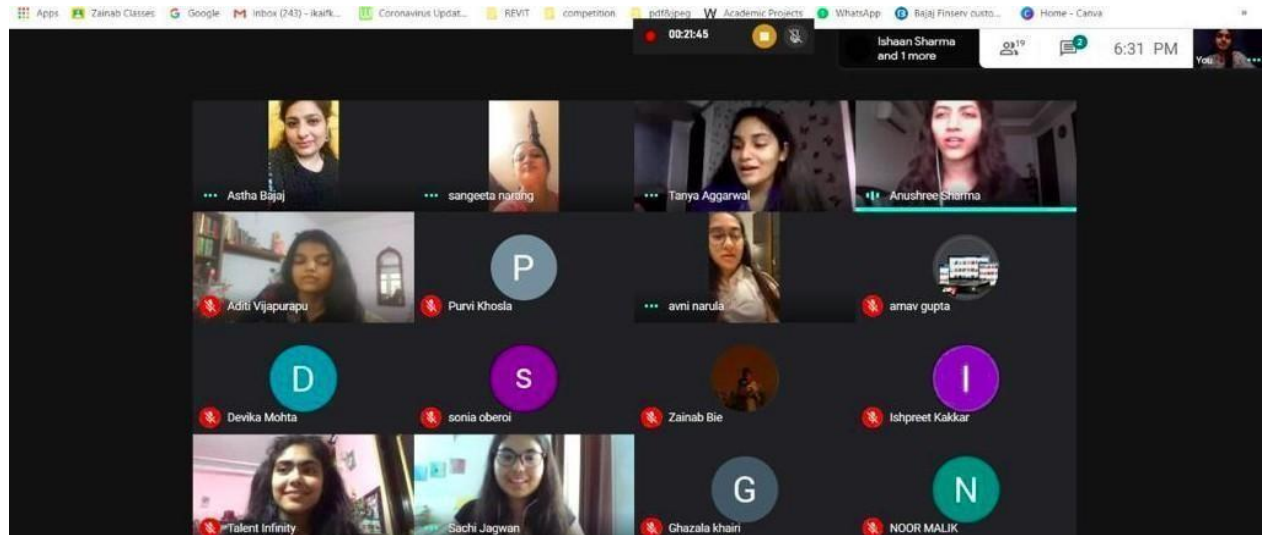 Apps Zainab Classes Google Inbox (243) - ikaifk... Coronavirus Updat... REVIT competition pdf&jpeg Academic Projects WhatsApp Bajaj Finserv custo... Home - Canva »
00:21:45
Ishaan Sharma
and 1 more
19
2
6:31 PM
You
Astha Bajaj
sangeeta narang
Tanya Aggarwal
Anushree Sharma
P
Aditi Vijapurapu
Purvi Khosla
avni narula
arnav gupta
D
S
I
Devika Mohta
sonia oberoi
Zainab Bie
Ishpreet Kakkar
G
N
Talent Infinity
Sachi Jagwan
Ghazala khairi
NOOR MALIK